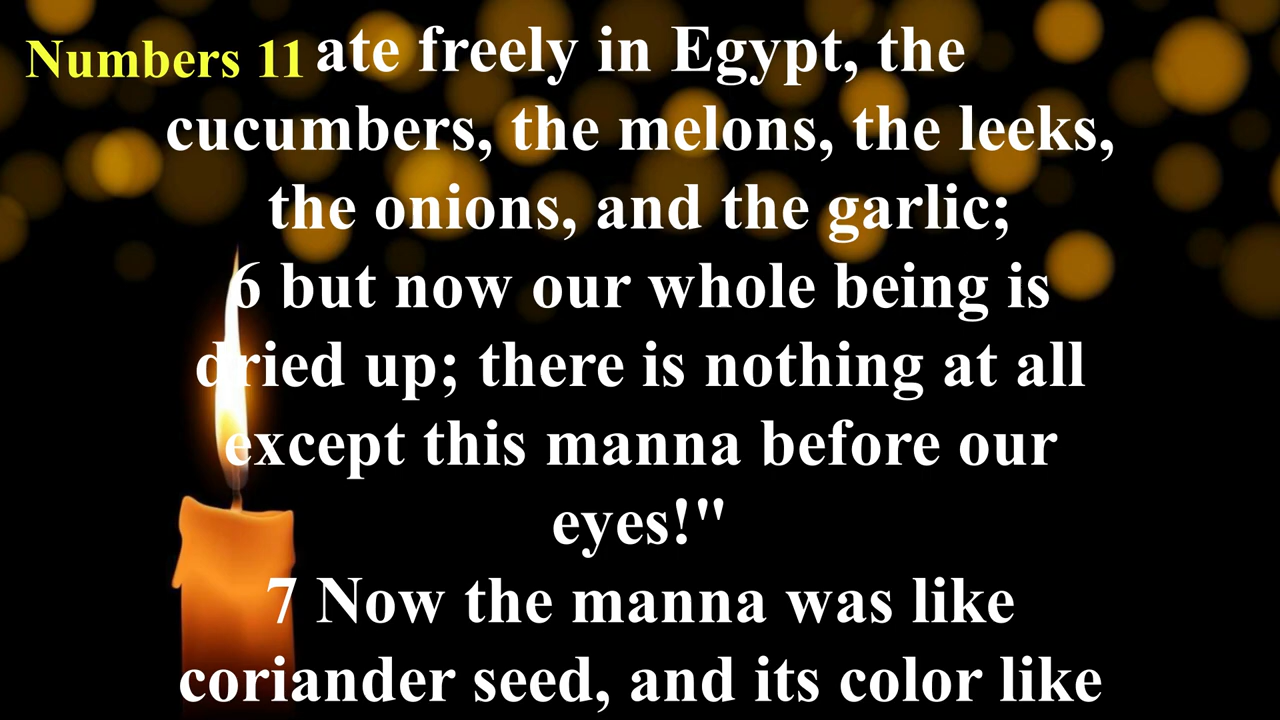 Numbers 11
ate freely in Egypt, the
cucumbers, the melons, the leeks,
the onions, and the garlic;
6 but now our whole being is
dried up; there is nothing at all
except this manna before our
eyes!"
7 Now the manna was like
coriander seed, and its color like